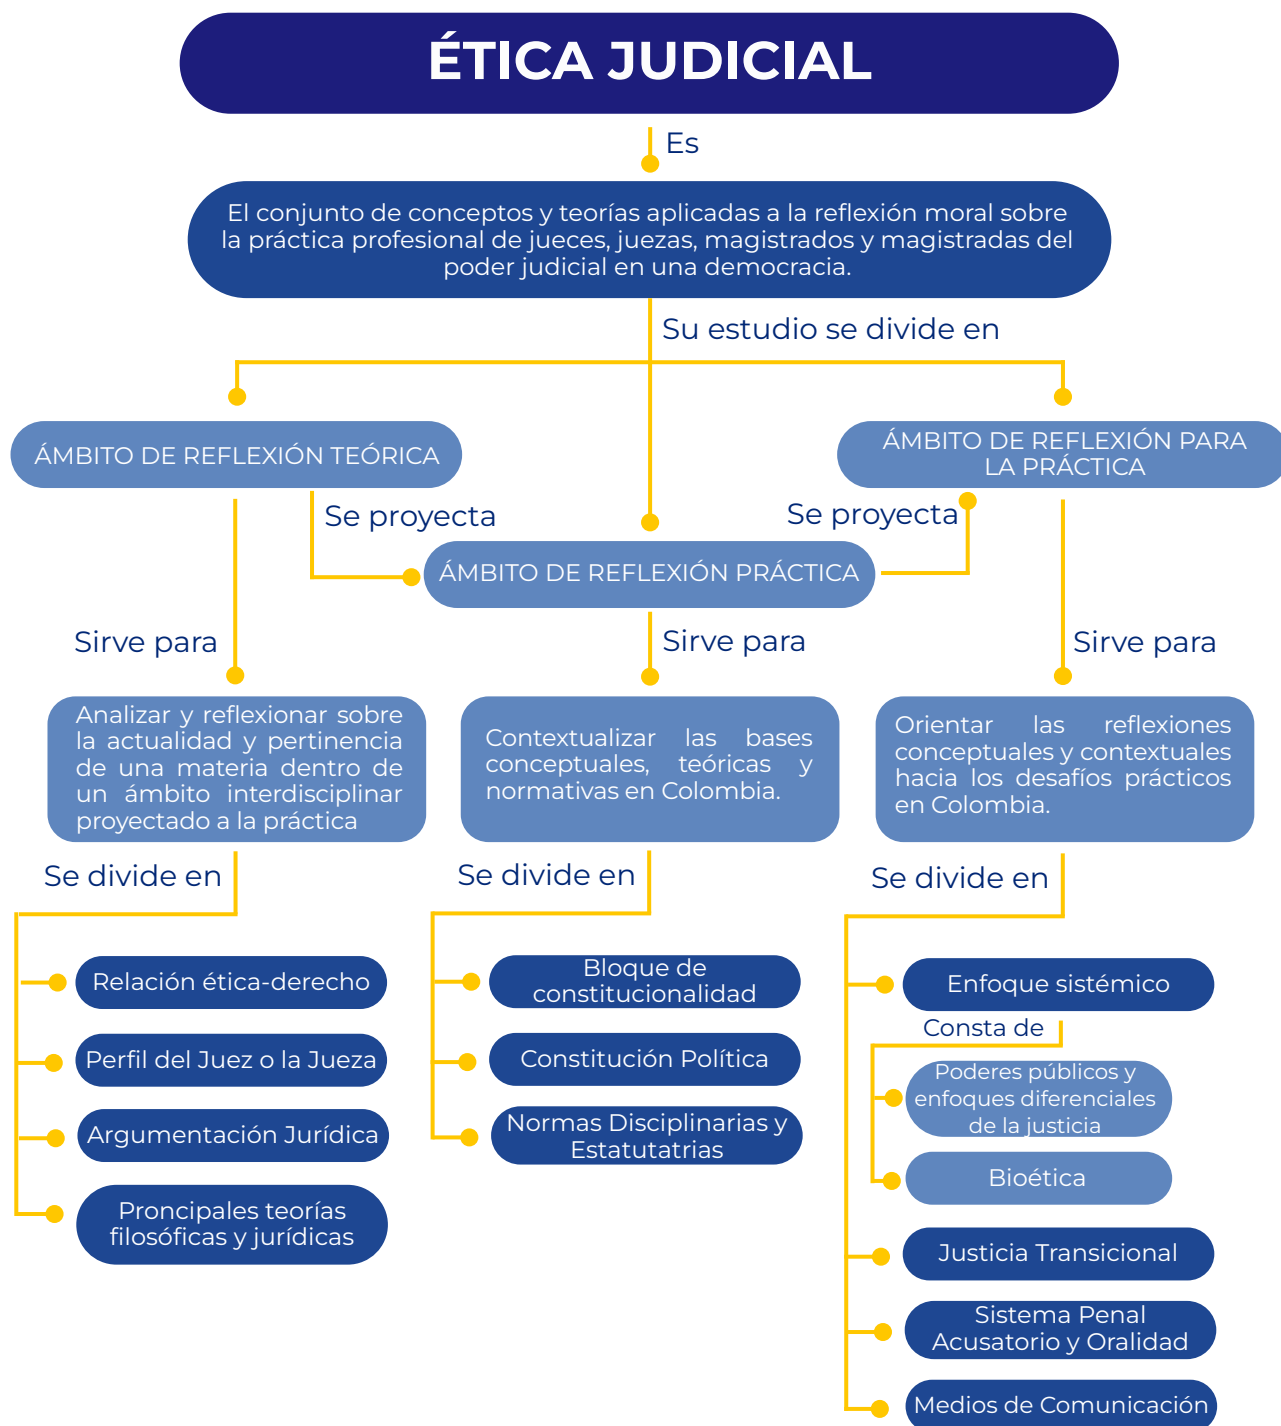 ÉTICA JUDICIAL
Es
El conjunto de conceptos y teorías aplicadas a la reflexión moral sobre
la práctica profesional de jueces, juezas, magistrados y magistradas del
poder judicial en una democracia.
Su estudio se divide en
ÁMBITO DE REFLEXIÓN TEÓRICA
ÁMBITO DE REFLEXIÓN PARA
LA PRÁCTICA
Se proyecta
Se proyecta
ÁMBITO DE REFLEXIÓN PRÁCTICA
Sirve para
Sirve para
Sirve para
Analizar y reflexionar sobre
la actualidad y pertinencia
de una materia dentro de
un ámbito interdisciplinar
proyectado a la práctica
Contextualizar las bases
conceptuales, teóricas y
normativas en Colombia.
Orientar las reflexiones
conceptuales y contextuales
hacia los desafíos prácticos
en Colombia.
Se divide en
Relación ética-derecho
Perfil del Juez o la Jueza
Argumentación Jurídica
Proncipales teorías
filosóficas y jurídicas
Se divide en
Bloque de
constitucionalidad
Constitución Política
Normas Disciplinarias y
Estatutatrias
Se divide en
Enfoque sistémico
Consta de
Poderes públicos y
enfoques diferenciales
de la justicia
Bioética
Justicia Transicional
Sistema Penal
Acusatorio y Oralidad
Medios de Comunicación